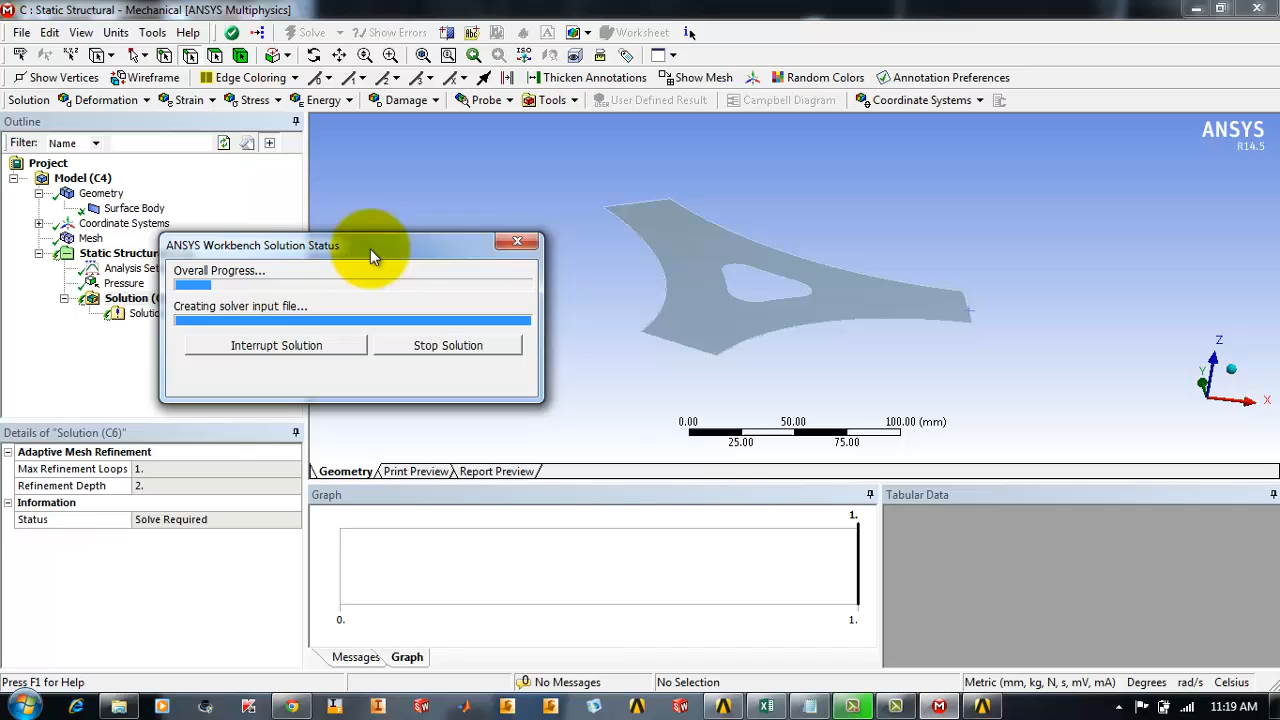 C : Static Structural - Mechanical [ANSYS Multiphysics]
File Edit View Units Tools Help Solve Show Errors Worksheet
Show Vertices Wireframe Edge Coloring Thicken Annotations Show Mesh Random Colors Annotation Preferences
Solution Deformation Strain Stress Energy Damage Probe Tools User Defined Result Campbell Diagram Coordinate Systems
Outline
Filter: Name
Project
Model (C4)
Geometry
Surface Body
Coordinate Systems
Mesh
Static Struc
Analysis Set
Pressure
Solution (
Solutio
ANSYS Workbench Solution Status
Overall Progress...
Creating solver input file...
Interrupt Solution Stop Solution
ANSYS
R14.5
Z
Y
X
0.00 50.00 100.00 (mm)
25.00 75.00
Geometry Print Preview Report Preview
Details of "Solution (C6)"
Adaptive Mesh Refinement
Max Refinement Loops 1.
Refinement Depth 2.
Information
Status Solve Required
Graph
1.
0. 1.
Messages Graph
Tabular Data
Press F1 for Help No Messages No Selection Metric (mm, kg, N, s, mV, mA) Degrees rad/s Celsius
11:19 AM